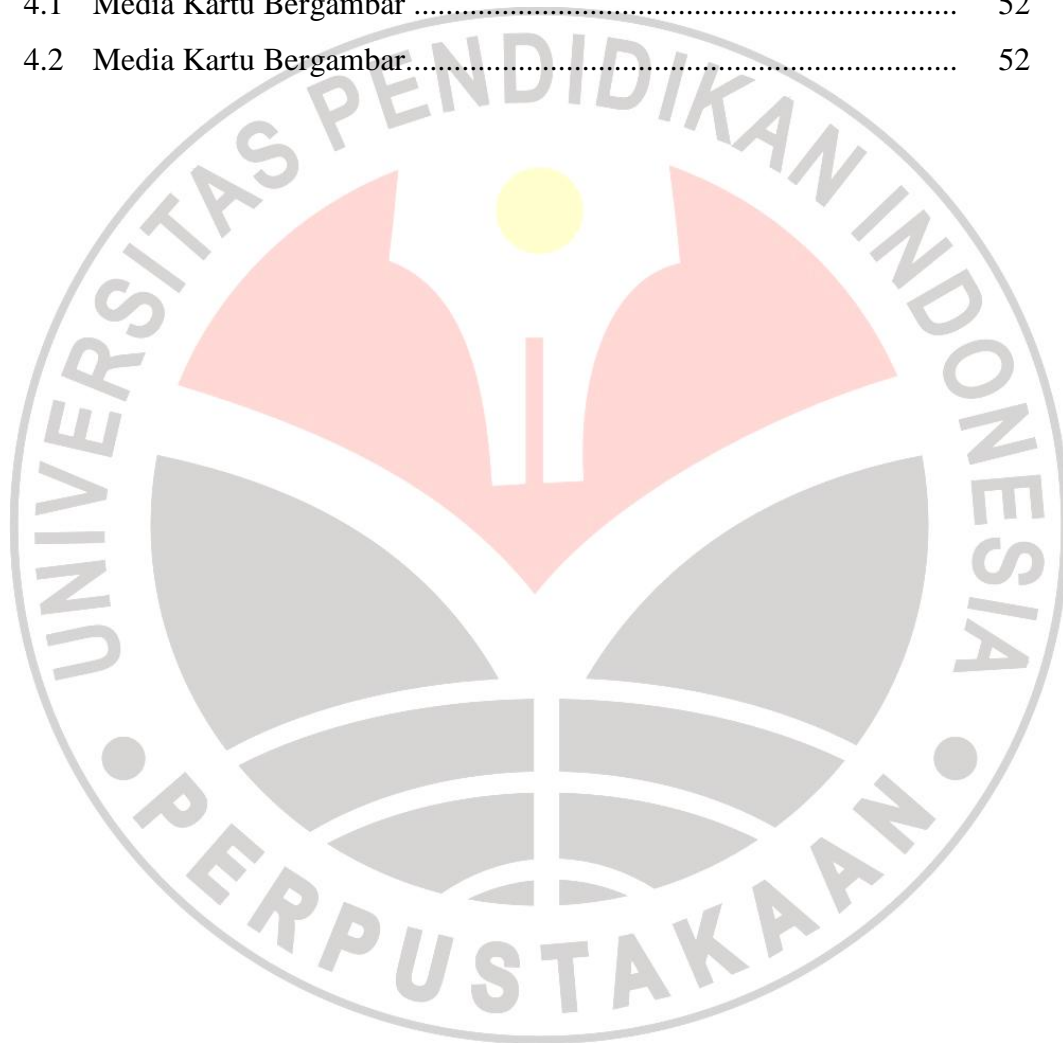 4.1 Media Kartu Bergambar ..................................................................... 52
4.2 Media Kartu Bergambar...................................................................... 52
UNIVERSITAS PENDIDIKAN INDONESIA
PERPUSTAKAAN